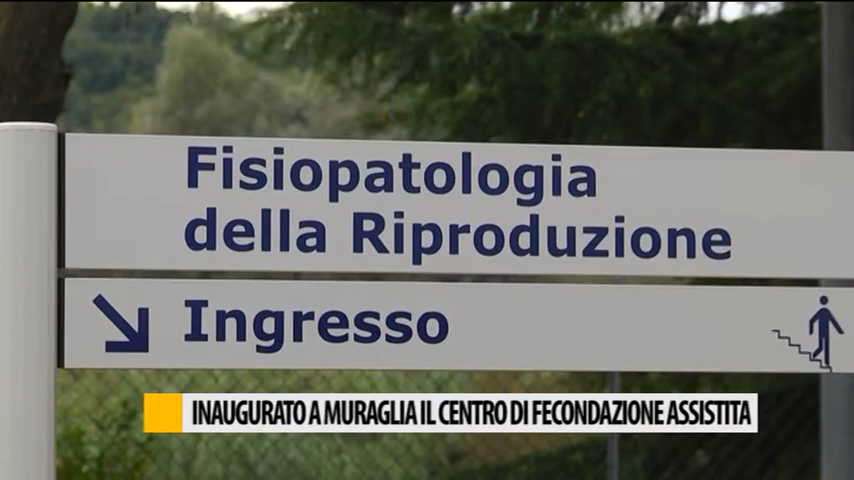 Fisiopatologia
della Riproduzione
Ingresso
INAUGURATO A MURAGLIA IL CENTRO DI FECONDAZIONE ASSISTITA